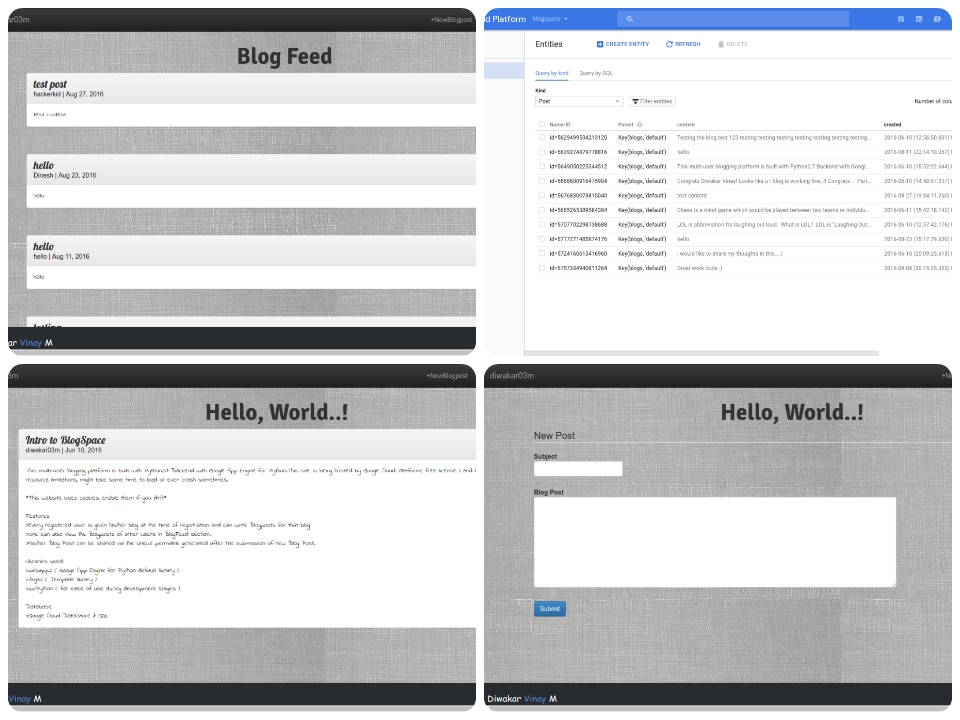 ar03m
+NewBlogpost
Blog Feed
test post
hackerkid | Aug 27, 2016
test content
hello
Dinesh | Aug 23, 2016
hello
hello
hello | Aug 11, 2016
hello
testing
ar Vinay M
d Platform
blogspace
Entities
CREATE ENTITY
REFRESH
DELETE
Query by kind
Query by GQL
Kind
Post
Filter entities
Number of colu
Name/ID Parent content created
id=5629499534213120 Key('blogs, 'default') Testing the blog test 123 testing testing testing testing testing testing testing... 2016-06-10 (12:56:50.831)
id=5639274879778816 Key('blogs, 'default') hello 2016-08-11 (22:14:10.057)
id=5649050225344512 Key('blogs, 'default') This multi-user blogging platform is built with Python2.7 Backend with Googl... 2016-06-10 (15:52:22.644)
id=5668600916475904 Key('blogs, 'default') Congrats Diwakar Vinay! Looks like ur blog is working fine..!! Congrats ... Part... 2016-06-10 (14:58:07.337)
id=5676830073815040 Key('blogs, 'default') test content 2016-08-27 (19:34:11.260)
id=5685265389584384 Key('blogs, 'default') Chess is a mind game which would be played between two teams or individu... 2016-06-11 (15:42:18.142)
id=5707702298738688 Key('blogs, 'default') LOL is abbreviation for laughing out loud. What is LOL? LOL is "Laughing Out... 2016-06-10 (12:57:42.176)
id=5717271485874176 Key('blogs, 'default') hello 2016-08-23 (15:17:29.630)
id=5724160613416960 Key('blogs, 'default') i would like to share my thoughts in this....! 2016-06-10 (20:09:25.615)
id=5757334940811264 Key('blogs, 'default') Great work dude :) 2016-08-08 (20:15:25.363)
3m
+NewBlogpost
Hello, World..!
Intro to BlogSpace
diwakar03m | Jun 10, 2016
This multi-user blogging platform is built with Python2.7 Backend with Google App Engine for Python.This site is being hosted by Google Cloud Platform( free license ) and
resource limitations, might take some time to load or even crash sometimes.
*This website uses cookies, enable them if you din't*
Features
>Every registered user is given his/her blog at the time of registration and can write Blogposts for that blog
>one can also view the Blogposts of other users in BlogFeed section.
>his/her Blog Post can be shared via the unique permalink generated after the submission of new Blog Post.
Libraries used
>webapp2 ( Google App Engine for Python default library )
>Jinja2 ( Template library )
( for ease of use during development stages )
Database
>Google Cloud DataStore & GQL
Vinay M
diwakar03m
+N
Hello, World..!
New Post
Subject
Blog Post
Submit
Diwakar Vinay M